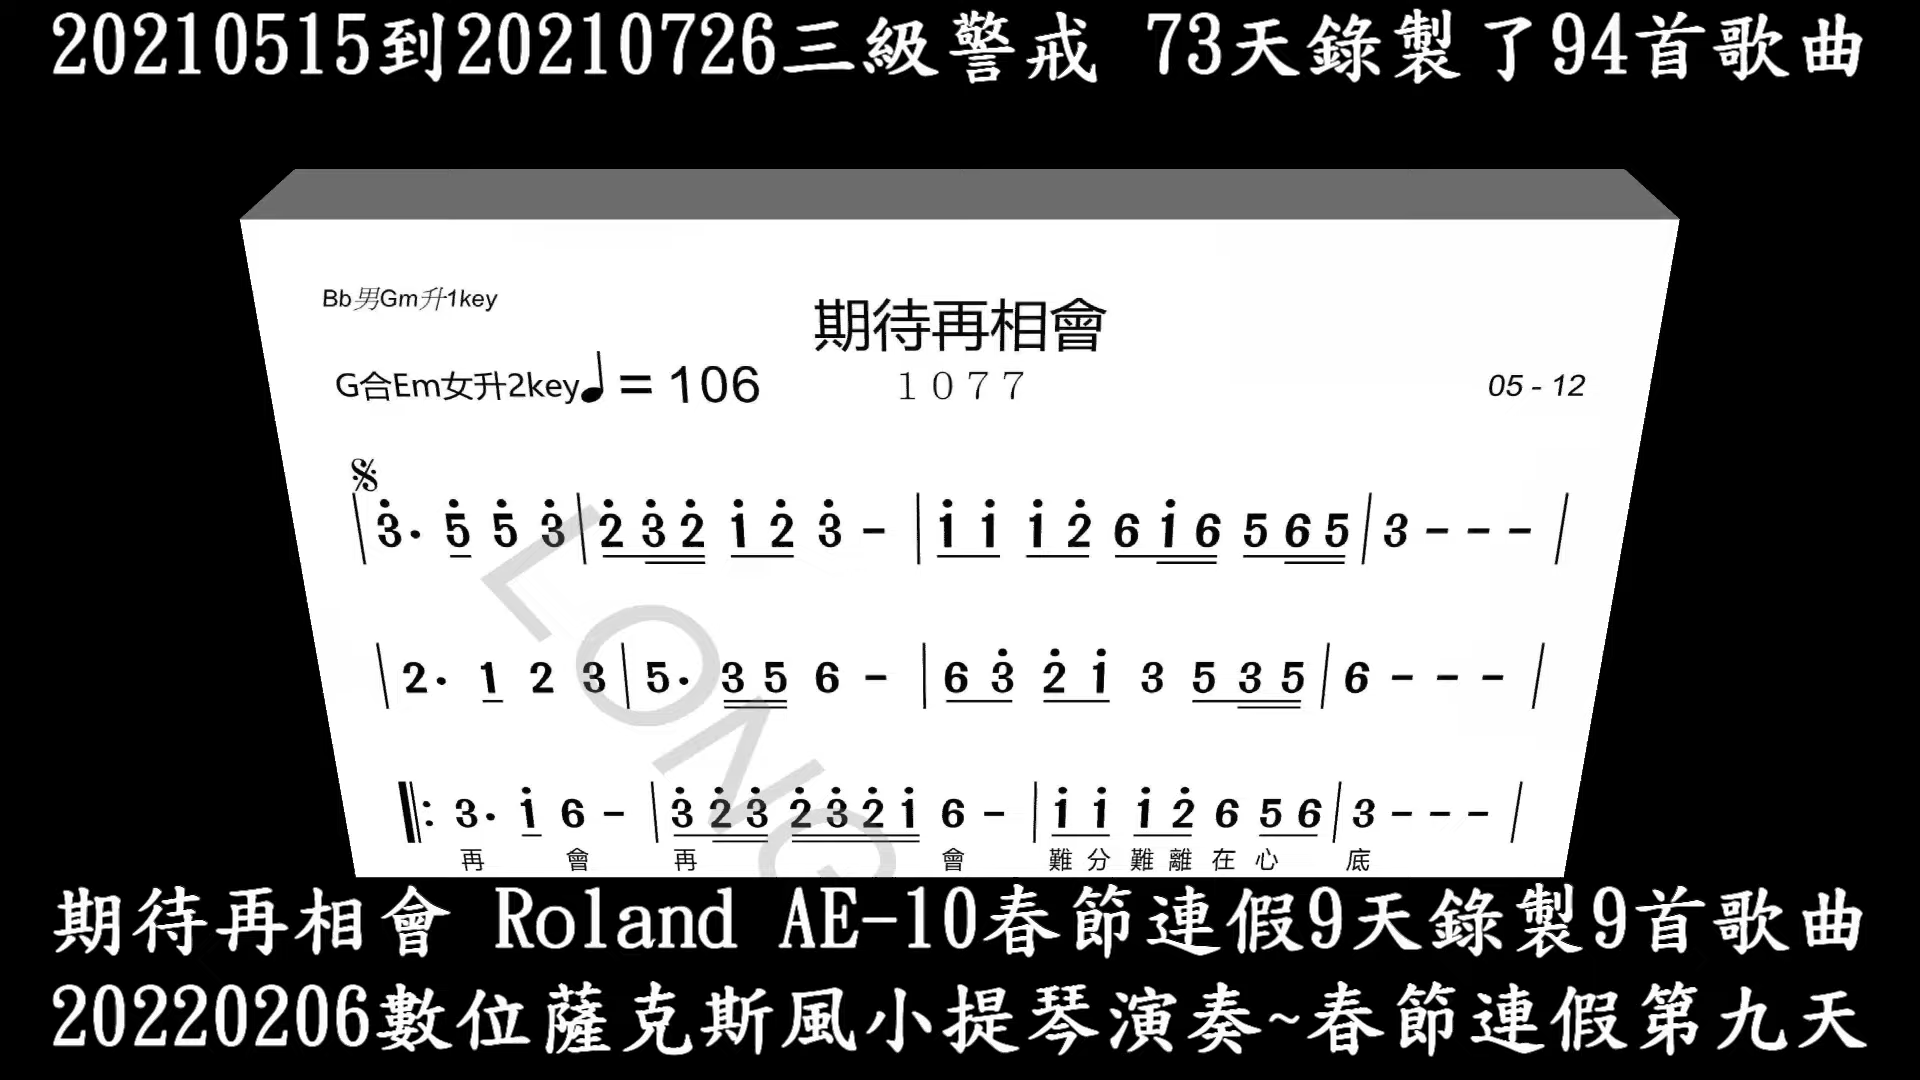 20210515到20210726三級警戒 73天錄製了94首歌曲
Bb男Gm升1key
期待再相會
G合Em女升2key♩= 106
1077
05 - 12
3̇· 5̇ 5̇ 3̇ | 2̇ 3̇ 2̇ 1̇ 2̇ 3̇ - | 1̇ 1̇ 1̇ 2̇ 6 1̇ 6 5 6 5 | 3 - - - |
| 2· 1 2 3 | 5· 3 5 6 - | 6 3̇ 2̇ 1̇ 3 5 3 5 | 6 - - - |
‖: 3· 1̇ 6 - | 3̇ 2̇ 3̇ 2̇ 3̇ 2̇ 1̇ 6 - | 1̇ 1̇ 1̇ 2̇ 6 5 6 | 3 - - - |
再 會 再 會 難 分 難 離 在 心 底
LONG
期待再相會 Roland AE-10春節連假9天錄製9首歌曲
20220206數位薩克斯風小提琴演奏~春節連假第九天